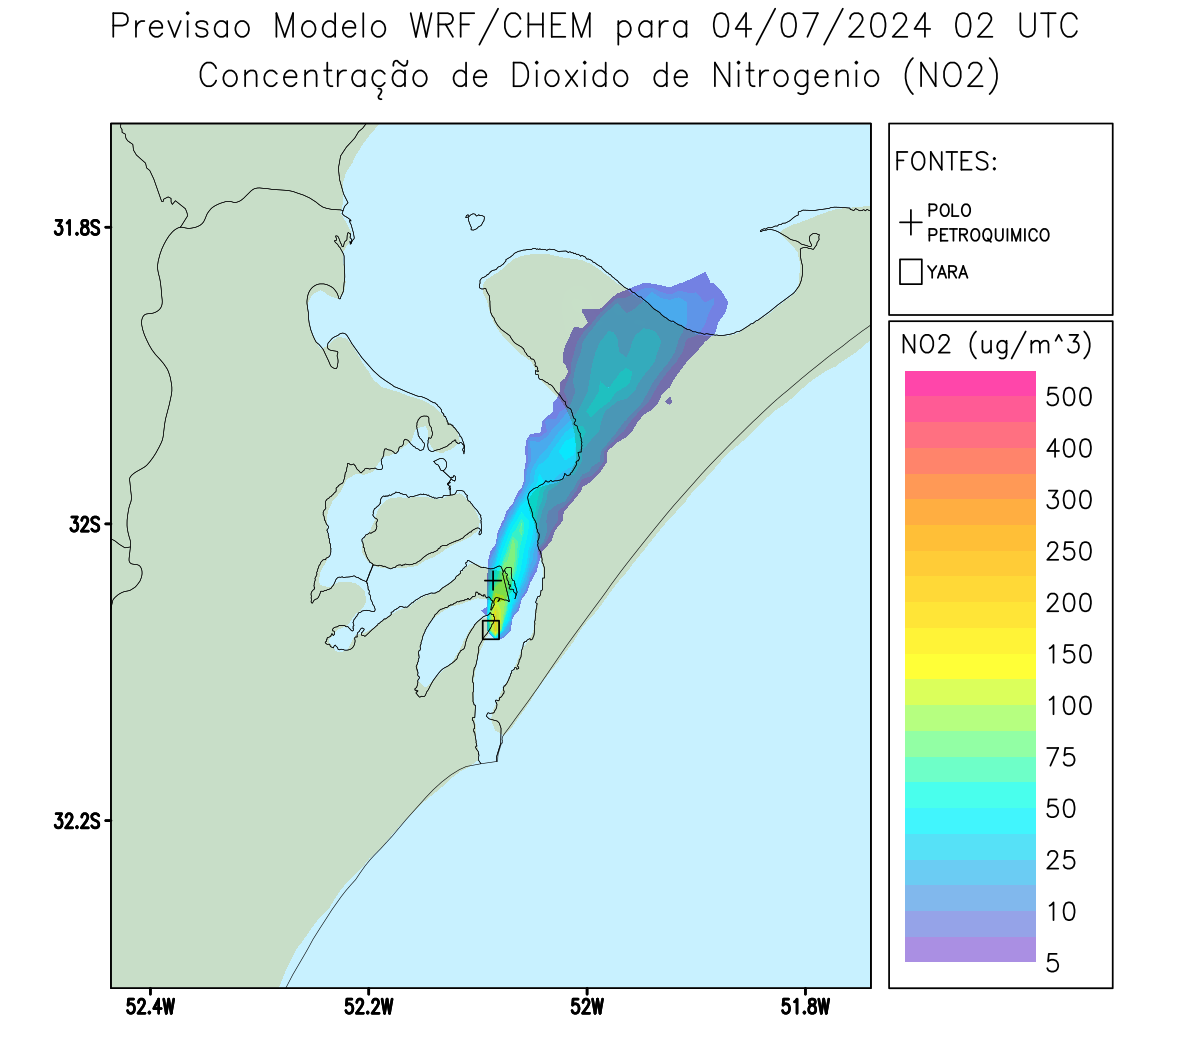 Previsao Modelo WRF/CHEM para 04/07/2024 02 UTC
Concentração de Dioxido de Nitrogenio (NO2)
FONTES:
POLO
PETROQUIMICO
YARA
NO2 (ug/m^3)
500
400
300
250
200
150
100
75
50
25
10
5
31.8S
32S
32.2S
52.4W
52.2W
52W
51.8W